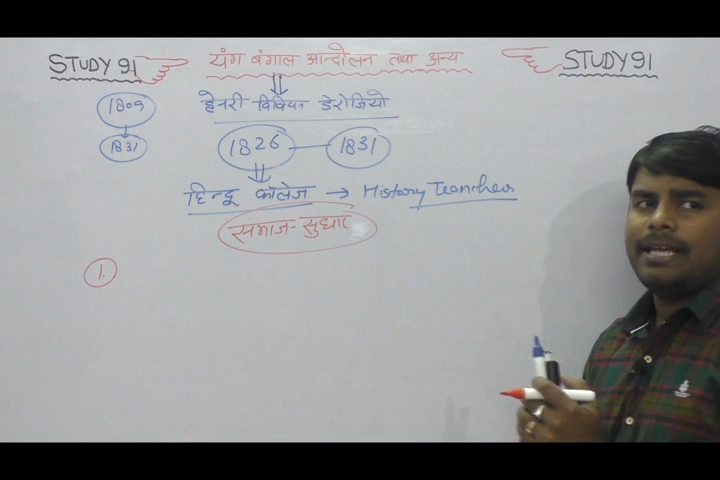 STUDY 91 यंग बंगाल आन्दोलन तथा अन्य STUDY91
1809 हेनरी विवियन डेरोजियो
1831 1826 1831
हिन्दू कॉलेज → History Teacher
समाज-सुधार
1.